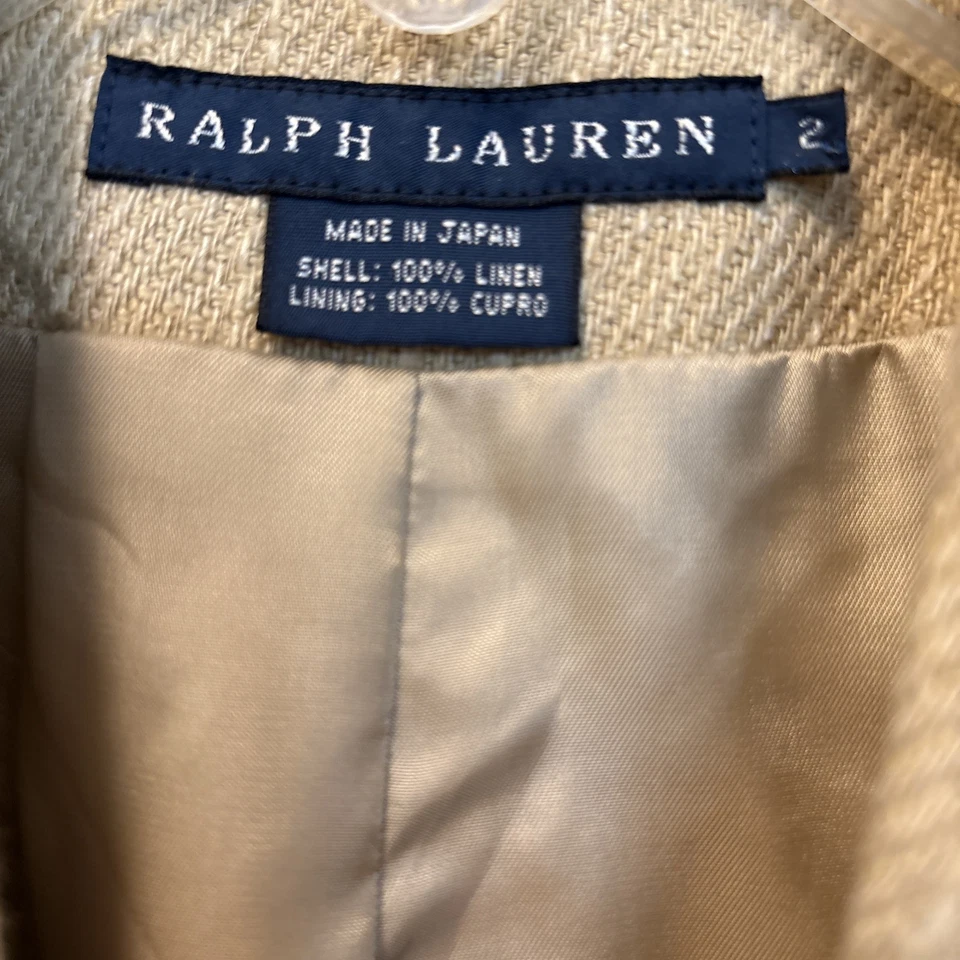 RALPH LAUREN 2
MADE IN JAPAN
SHELL: 100% LINEN
LINING: 100% CUPRO